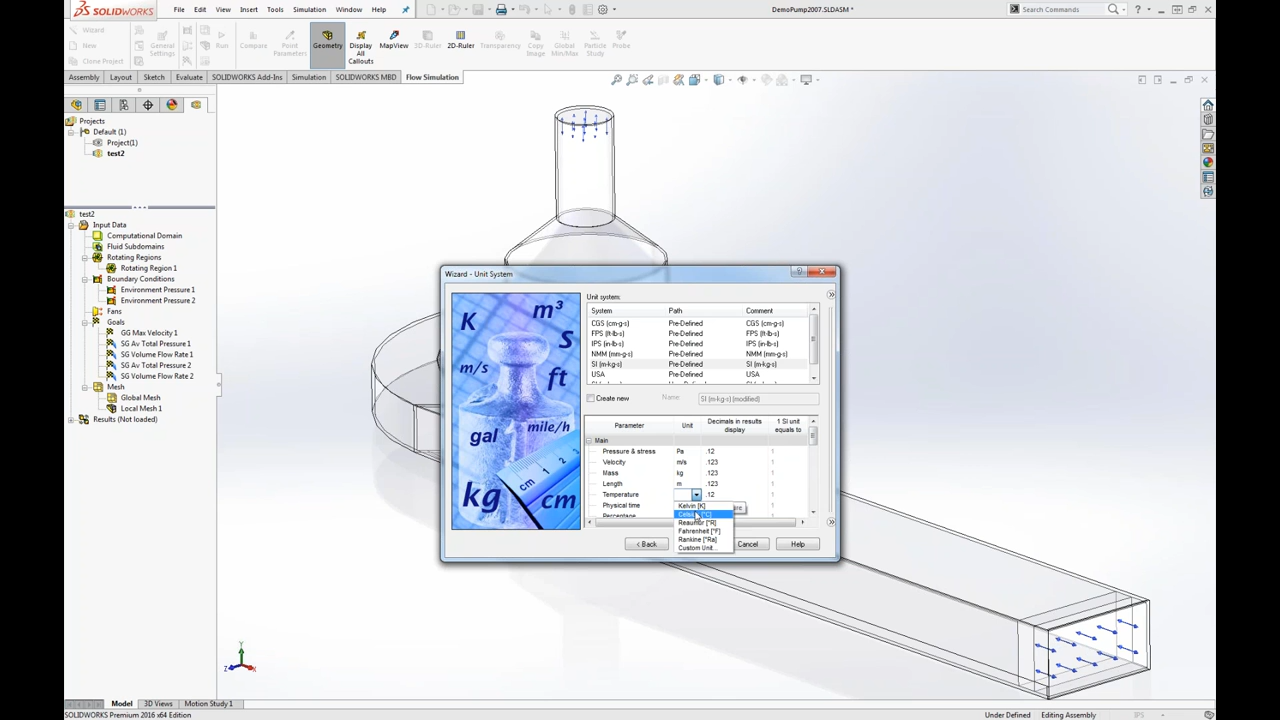 SOLIDWORKS
File Edit View Insert Tools Simulation Window Help
DemoPump2007.SLDASM *
Search Commands
Wizard
New
Clone Project
General Settings
Run
Compare
Point Parameters
Geometry
Display All Callouts
MapView
3D-Ruler
2D-Ruler
Transparency
Copy Image
Global Min/Max
Particle Study
Probe
Assembly Layout Sketch Evaluate SOLIDWORKS Add-Ins Simulation SOLIDWORKS MBD Flow Simulation
Projects
Default (1)
Project(1)
test2
test2
Input Data
Computational Domain
Fluid Subdomains
Rotating Regions
Rotating Region 1
Boundary Conditions
Environment Pressure 1
Environment Pressure 2
Fans
Goals
GG Max Velocity 1
SG Av Total Pressure 1
SG Volume Flow Rate 1
SG Av Total Pressure 2
SG Volume Flow Rate 2
Mesh
Global Mesh
Local Mesh 1
Results (Not loaded)
Wizard - Unit System
K
m³
S
m/s
ft
mile/h
gal
cm
kg
cm
Unit system:
System Path Comment
CGS (cm-g-s) Pre-Defined CGS (cm-g-s)
FPS (ft-lb-s) Pre-Defined FPS (ft-lb-s)
IPS (in-lb-s) Pre-Defined IPS (in-lb-s)
NMM (mm-g-s) Pre-Defined NMM (mm-g-s)
SI (m-kg-s) Pre-Defined SI (m-kg-s)
USA Pre-Defined USA
Create new Name: SI (m-kg-s) (modified)
Parameter Unit Decimals in results display 1 SI unit equals to
Main
Pressure & stress Pa .12 1
Velocity m/s .123 1
Mass kg .123 1
Length m .123 1
Temperature .12 1
Physical time
Percentage
Kelvin [K]
Celsius [°C]
Reaumur [°R]
Fahrenheit [°F]
Rankine [°Ra]
Custom Unit...
< Back Cancel Help
Y
Z
X
Model 3D Views Motion Study 1
SOLIDWORKS Premium 2016 x64 Edition
Under Defined Editing Assembly IPS